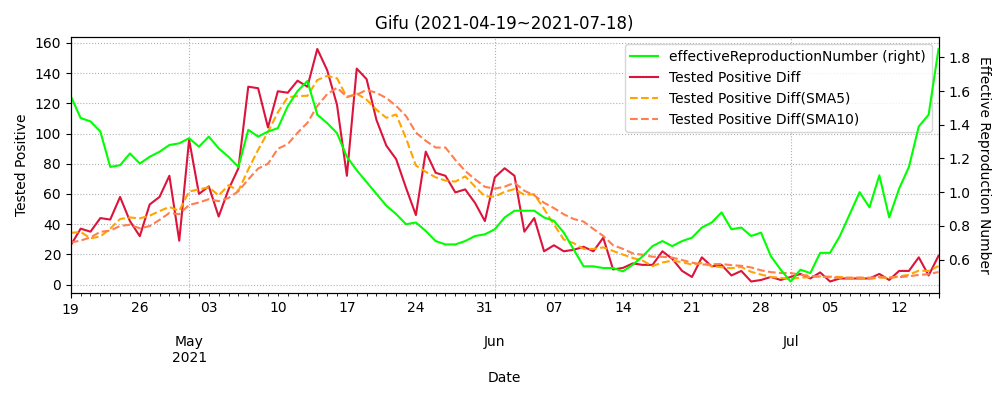 Gifu (2021-04-19~2021-07-18)
effectiveReproductionNumber (right)
Tested Positive Diff
Tested Positive Diff(SMA5)
Tested Positive Diff(SMA10)
Tested Positive
160
140
120
100
80
60
40
20
0
1.8
1.6
1.4
1.2
1.0
0.8
0.6
Effective Reproduction Number
19 26 03 10 17 24 31 07 14 21 28 05 12
May Jun Jul
2021
Date